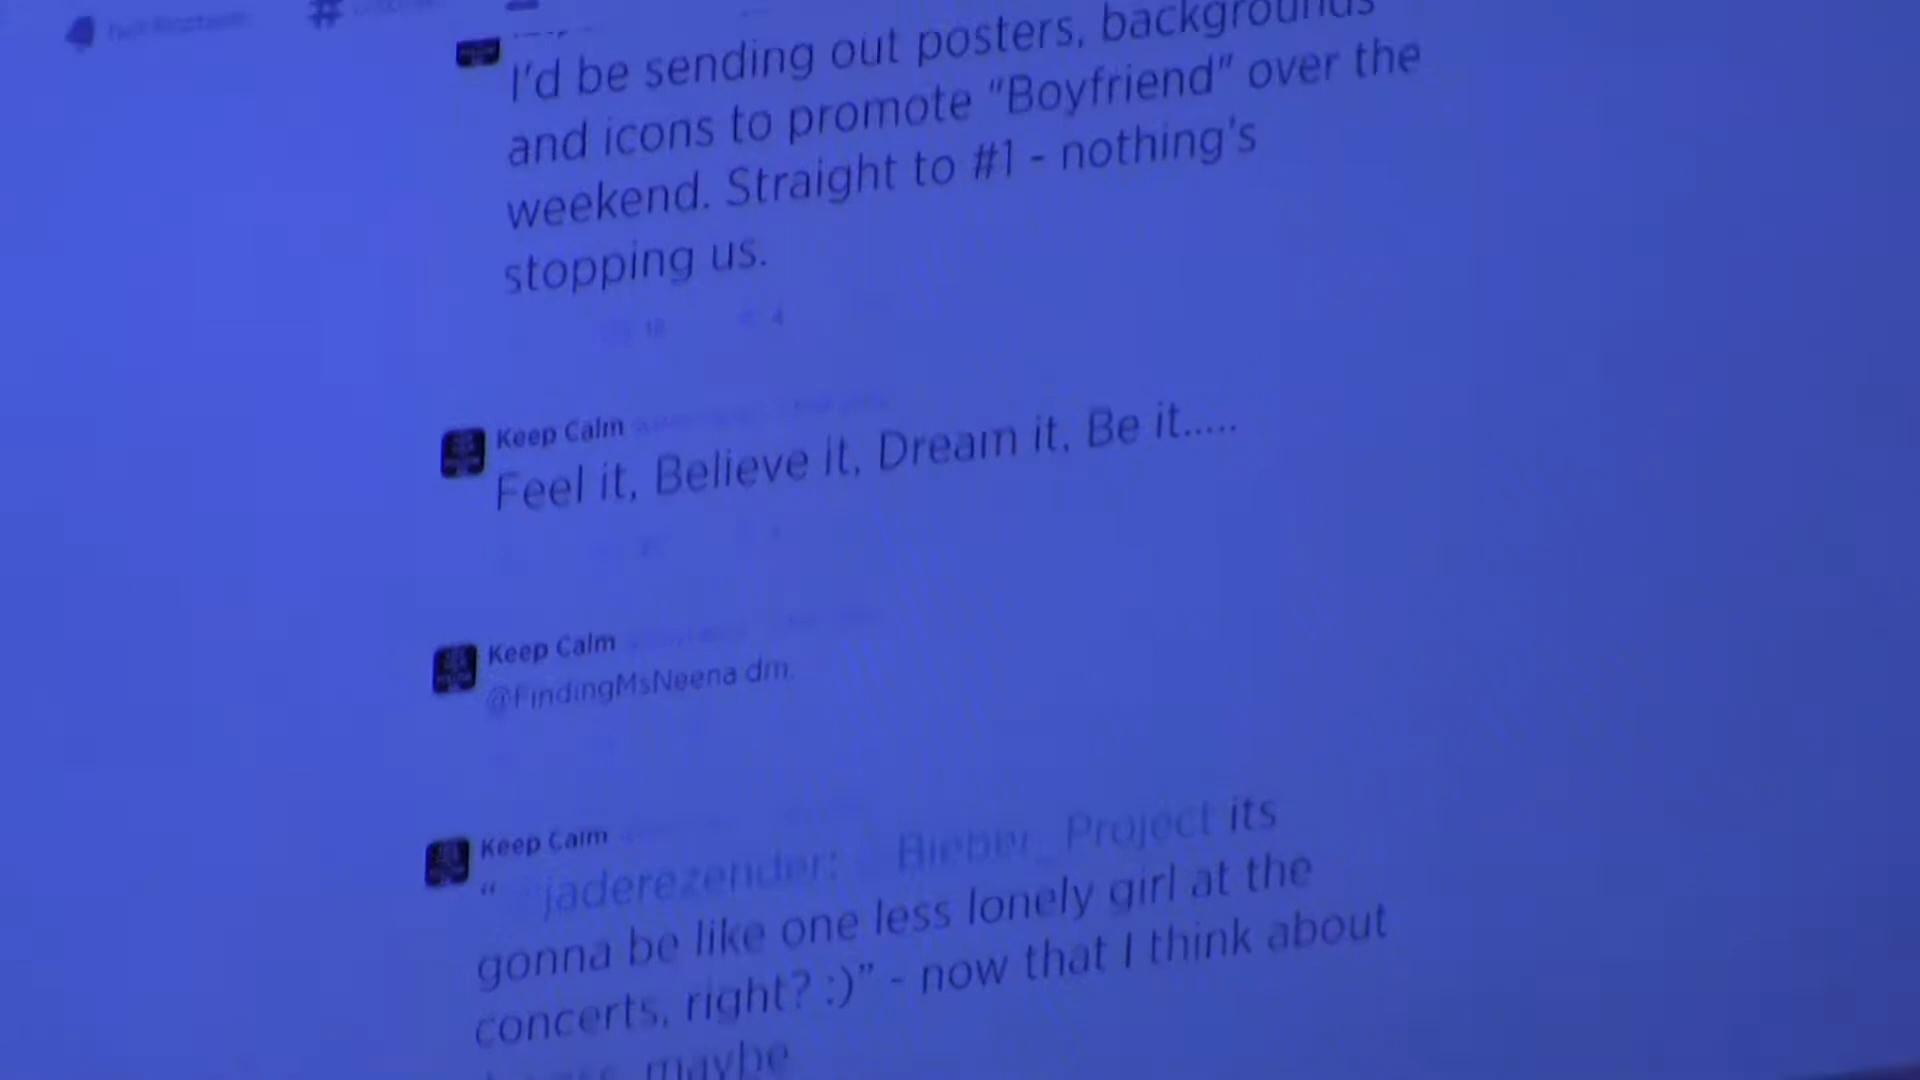 I'd be sending out posters, backgrounds
and icons to promote "Boyfriend" over the
weekend. Straight to #1 - nothing's
stopping us.
18 4
Keep Calm
Feel it, Believe it, Dream it, Be it.....
Keep Calm
@FindingMsNeena dm.
Keep Calm
“ jaderezender: Bieber_Project its
gonna be like one less lonely girl at the
concerts, right? :)” - now that I think about
maybe